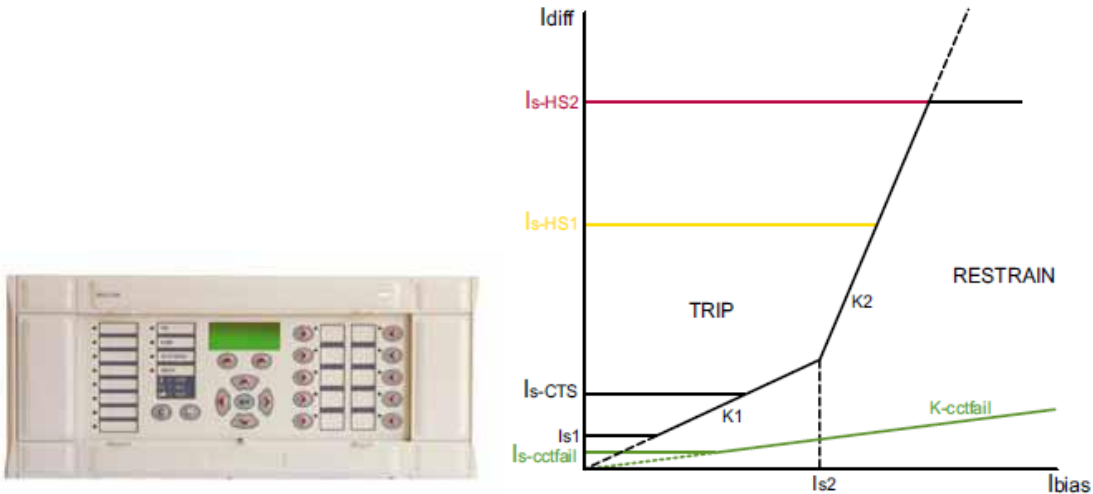 Idiff
Is-HS2
Is-HS1
K2
RESTRAIN
TRIP
Is-CTS
K1
K-cctfail
Is1
Is-cctfail
Is2
Ibias